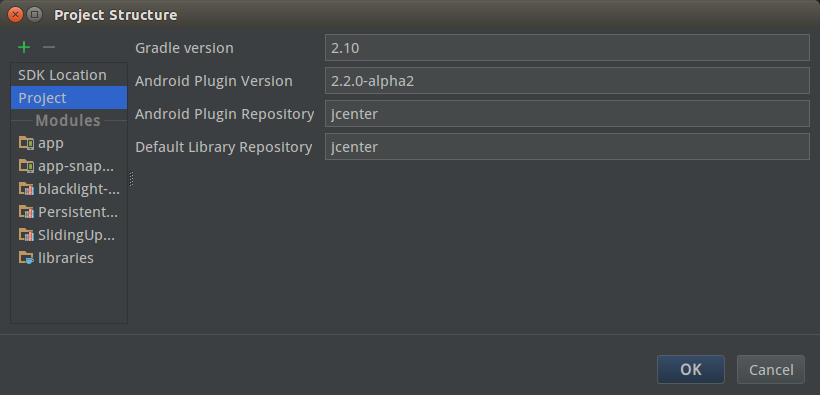 Project Structure
Gradle version 2.10
SDK Location
Android Plugin Version 2.2.0-alpha2
Project
Android Plugin Repository jcenter
Modules
app
Default Library Repository jcenter
app-snap...
blacklight-...
Persistent...
SlidingUp...
libraries
OK Cancel